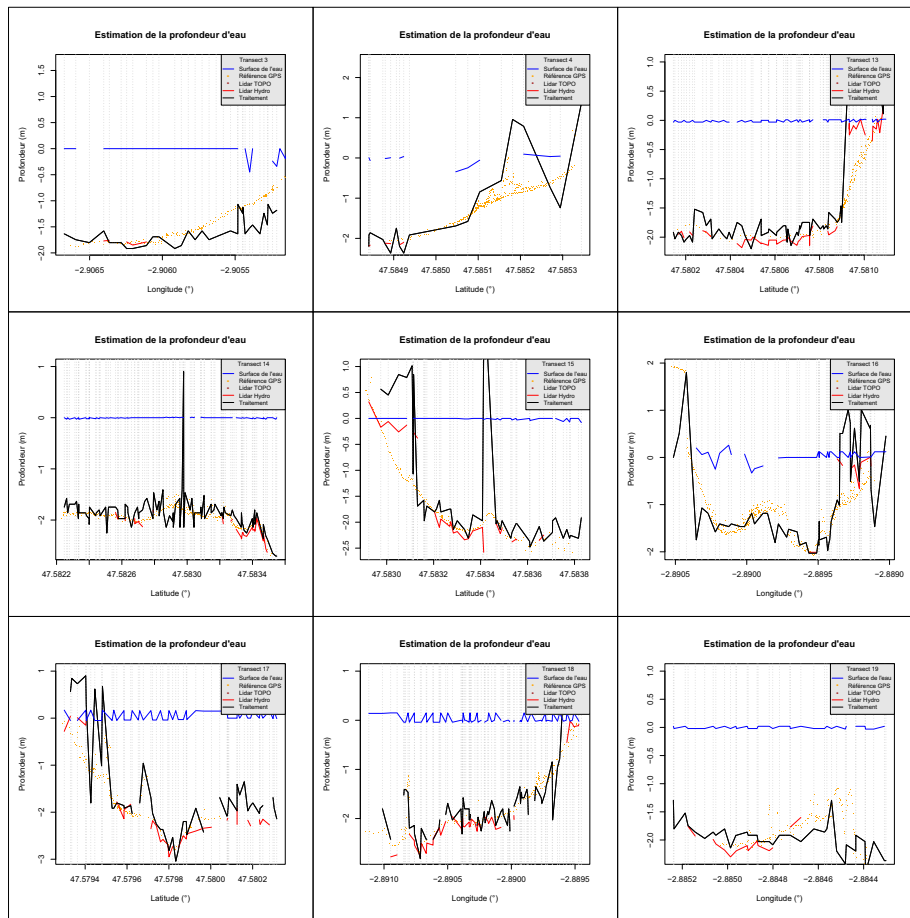 Estimation de la profondeur d'eau
Transect 3
Surface de l'eau
Référence GPS
Lidar TOPO
Lidar Hydro
Traitement
Profondeur (m)
1.5
1.0
0.5
0.0
−0.5
−1.0
−1.5
−2.0
−2.9065
−2.9060
−2.9055
Longitude (°)
Estimation de la profondeur d'eau
Transect 4
Surface de l'eau
Référence GPS
Lidar TOPO
Lidar Hydro
Traitement
Profondeur (m)
2
1
0
−1
−2
47.5849
47.5850
47.5851
47.5852
47.5853
Latitude (°)
Estimation de la profondeur d'eau
Transect 13
Surface de l'eau
Référence GPS
Lidar TOPO
Lidar Hydro
Traitement
Profondeur (m)
1.0
0.5
0.0
−0.5
−1.0
−1.5
−2.0
47.5802
47.5804
47.5806
47.5808
47.5810
Latitude (°)
Estimation de la profondeur d'eau
Transect 14
Surface de l'eau
Référence GPS
Lidar TOPO
Lidar Hydro
Traitement
Profondeur (m)
1
0
−1
−2
47.5822
47.5826
47.5830
47.5834
Latitude (°)
Estimation de la profondeur d'eau
Transect 15
Surface de l'eau
Référence GPS
Lidar TOPO
Lidar Hydro
Traitement
Profondeur (m)
1.0
0.5
0.0
−0.5
−1.0
−1.5
−2.0
−2.5
47.5830
47.5832
47.5834
47.5836
47.5838
Latitude (°)
Estimation de la profondeur d'eau
Transect 16
Surface de l'eau
Référence GPS
Lidar TOPO
Lidar Hydro
Traitement
Profondeur (m)
2
1
0
−1
−2
−2.8905
−2.8900
−2.8895
−2.8890
Longitude (°)
Estimation de la profondeur d'eau
Transect 17
Surface de l'eau
Référence GPS
Lidar TOPO
Lidar Hydro
Traitement
Profondeur (m)
1
0
−1
−2
−3
47.5794
47.5796
47.5798
47.5800
47.5802
Latitude (°)
Estimation de la profondeur d'eau
Transect 18
Surface de l'eau
Référence GPS
Lidar TOPO
Lidar Hydro
Traitement
Profondeur (m)
1
0
−1
−2
−2.8910
−2.8905
−2.8900
−2.8895
Longitude (°)
Estimation de la profondeur d'eau
Transect 19
Surface de l'eau
Référence GPS
Lidar TOPO
Lidar Hydro
Traitement
Profondeur (m)
1.0
0.5
0.0
−0.5
−1.0
−1.5
−2.0
−2.8852
−2.8850
−2.8848
−2.8846
−2.8844
Longitude (°)